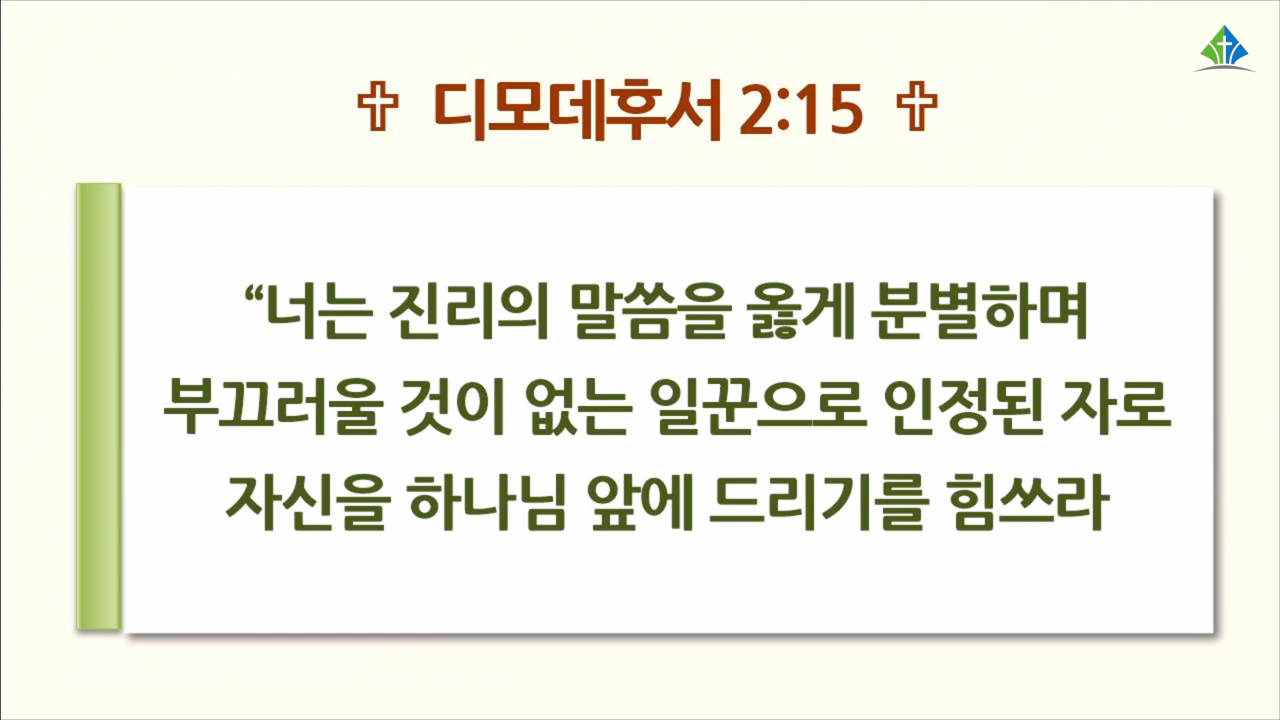 ✞ 디모데후서 2:15 ✞
“너는 진리의 말씀을 옳게 분별하며
부끄러울 것이 없는 일꾼으로 인정된 자로
자신을 하나님 앞에 드리기를 힘쓰라